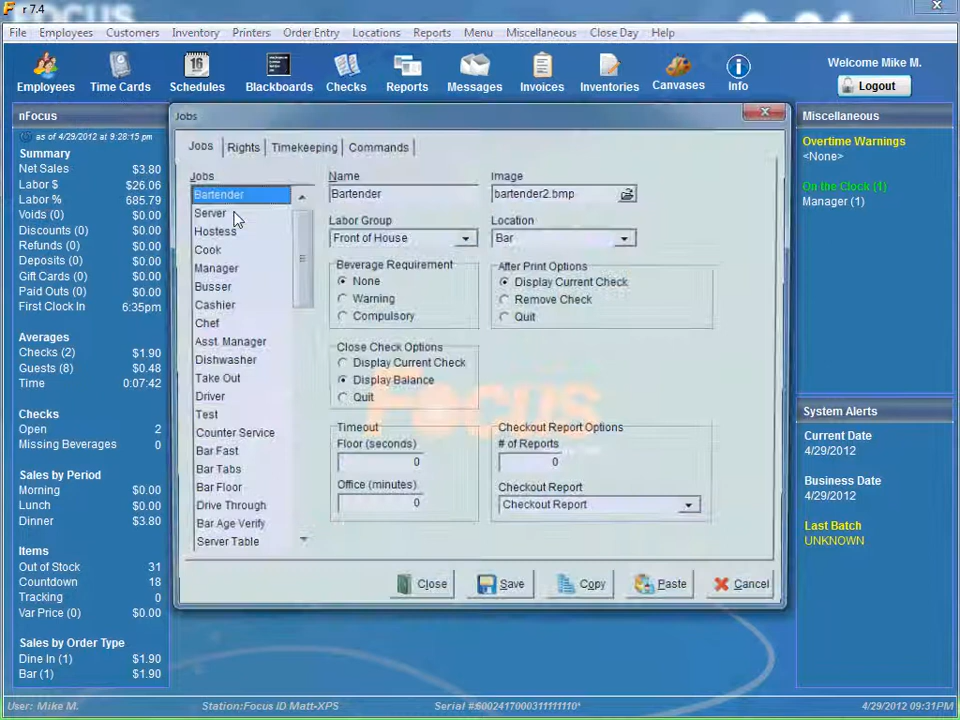 r 7.4
File Employees Customers Inventory Printers Order Entry Locations Reports Menu Miscellaneous Close Day Help
Employees Time Cards Schedules Blackboards Checks Reports Messages Invoices Inventories Canvases Info
16
Welcome Mike M.
Logout
nFocus
as of 4/29/2012 at 9:28:15 pm
Summary
Net Sales $3.80
Labor $ $26.06
Labor % 685.79
Voids (0) $0.00
Discounts (0) $0.00
Refunds (0) $0.00
Deposits (0) $0.00
Gift Cards (0) $0.00
Paid Outs (0) $0.00
First Clock In 6:35pm
Averages
Checks (2) $1.90
Guests (8) $0.48
Time 0:07:42
Checks
Open 2
Missing Beverages 0
Sales by Period
Morning $0.00
Lunch $0.00
Dinner $3.80
Items
Out of Stock 31
Countdown 18
Tracking 0
Var Price (0) $0.00
Sales by Order Type
Dine In (1) $1.90
Bar (1) $1.90
Jobs
Jobs Rights Timekeeping Commands
Jobs
Bartender
Server
Hostess
Cook
Manager
Busser
Cashier
Chef
Asst. Manager
Dishwasher
Take Out
Driver
Test
Counter Service
Bar Fast
Bar Tabs
Bar Floor
Drive Through
Bar Age Verify
Server Table
Name
Bartender
Image
bartender2.bmp
Labor Group
Front of House
Location
Bar
Beverage Requirement
None
Warning
Compulsory
After Print Options
Display Current Check
Remove Check
Quit
Close Check Options
Display Current Check
Display Balance
Quit
Focus
Timeout
Floor (seconds)
0
Office (minutes)
0
Checkout Report Options
# of Reports
0
Checkout Report
Checkout Report
Close Save Copy Paste Cancel
Miscellaneous
Overtime Warnings
<None>
On the Clock (1)
Manager (1)
System Alerts
Current Date
4/29/2012
Business Date
4/29/2012
Last Batch
UNKNOWN
User: Mike M. Station:Focus ID Matt-XPS Serial #:6002417000311111110* 4/29/2012 09:31PM